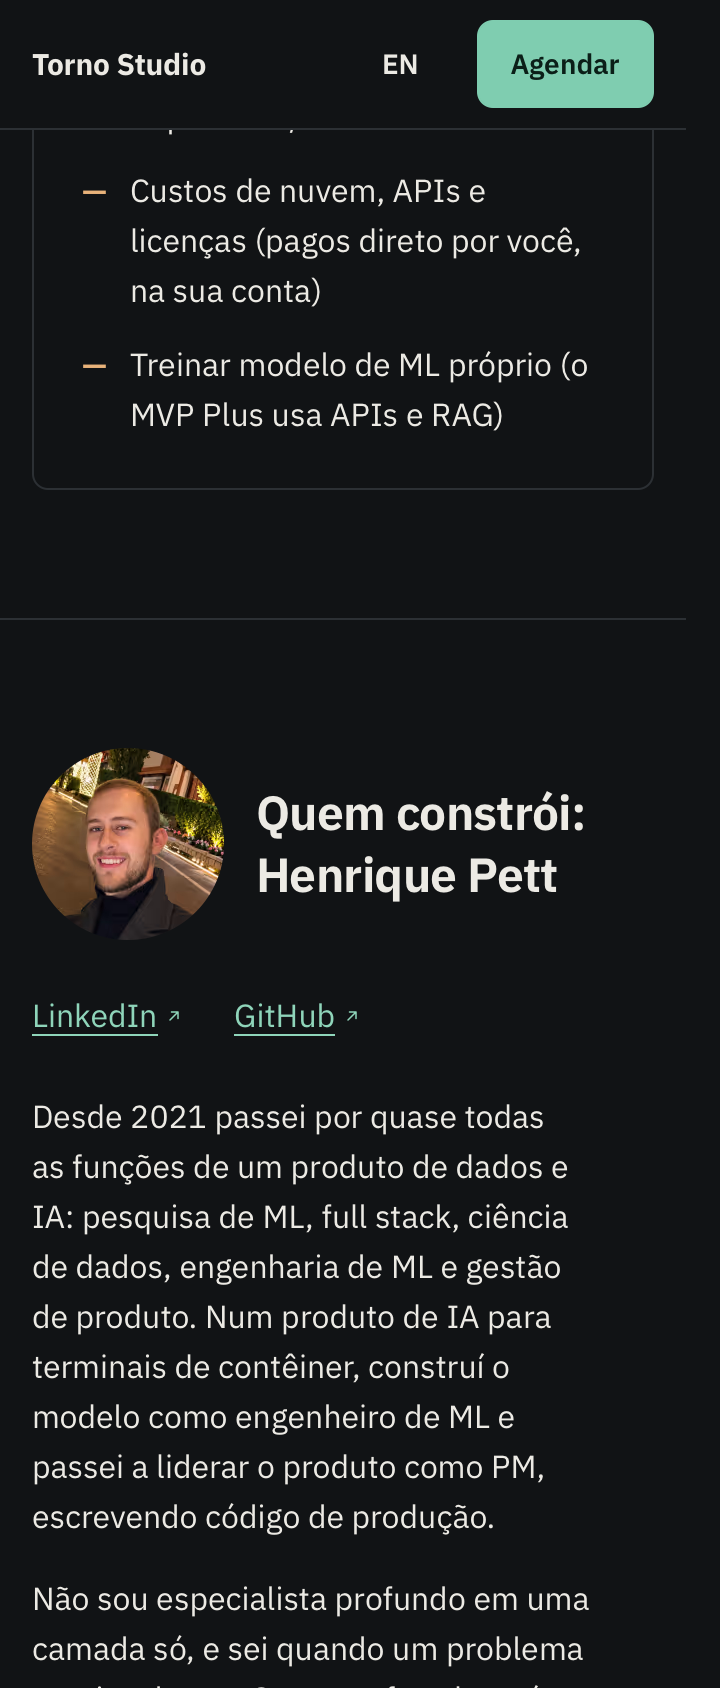 Torno Studio
EN
Agendar
— Custos de nuvem, APIs e
licenças (pagos direto por você,
na sua conta)
— Treinar modelo de ML próprio (o
MVP Plus usa APIs e RAG)
Quem constrói:
Henrique Pett
LinkedIn ↗
GitHub ↗
Desde 2021 passei por quase todas
as funções de um produto de dados e
IA: pesquisa de ML, full stack, ciência
de dados, engenharia de ML e gestão
de produto. Num produto de IA para
terminais de contêiner, construí o
modelo como engenheiro de ML e
passei a liderar o produto como PM,
escrevendo código de produção.
Não sou especialista profundo em uma
camada só, e sei quando um problema